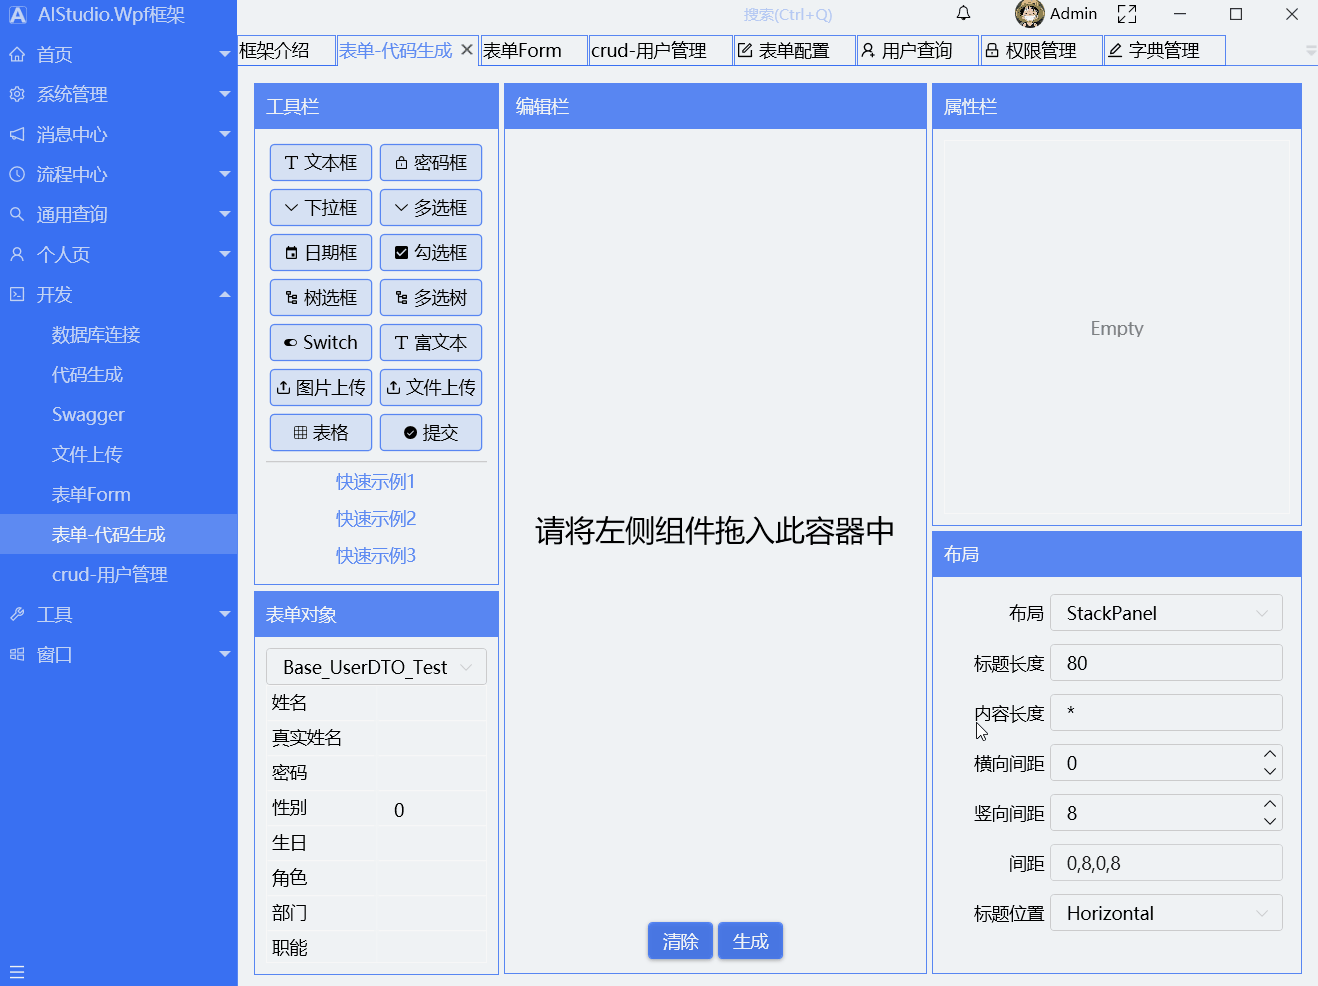 AIStudio.Wpf框架
搜索(Ctrl+Q)
Admin
首页
系统管理
消息中心
流程中心
通用查询
个人页
开发
数据库连接
代码生成
Swagger
文件上传
表单Form
表单-代码生成
crud-用户管理
工具
窗口
框架介绍
表单-代码生成
表单Form
crud-用户管理
表单配置
用户查询
权限管理
字典管理
工具栏
文本框 密码框
下拉框 多选框
日期框 勾选框
树选框 多选树
Switch 富文本
图片上传 文件上传
表格 提交
快速示例1
快速示例2
快速示例3
表单对象
Base_UserDTO_Test
姓名
真实姓名
密码
性别 0
生日
角色
部门
职能
编辑栏
请将左侧组件拖入此容器中
清除 生成
属性栏
Empty
布局
布局 StackPanel
标题长度 80
内容长度 *
横向间距 0
竖向间距 8
间距 0,8,0,8
标题位置 Horizontal